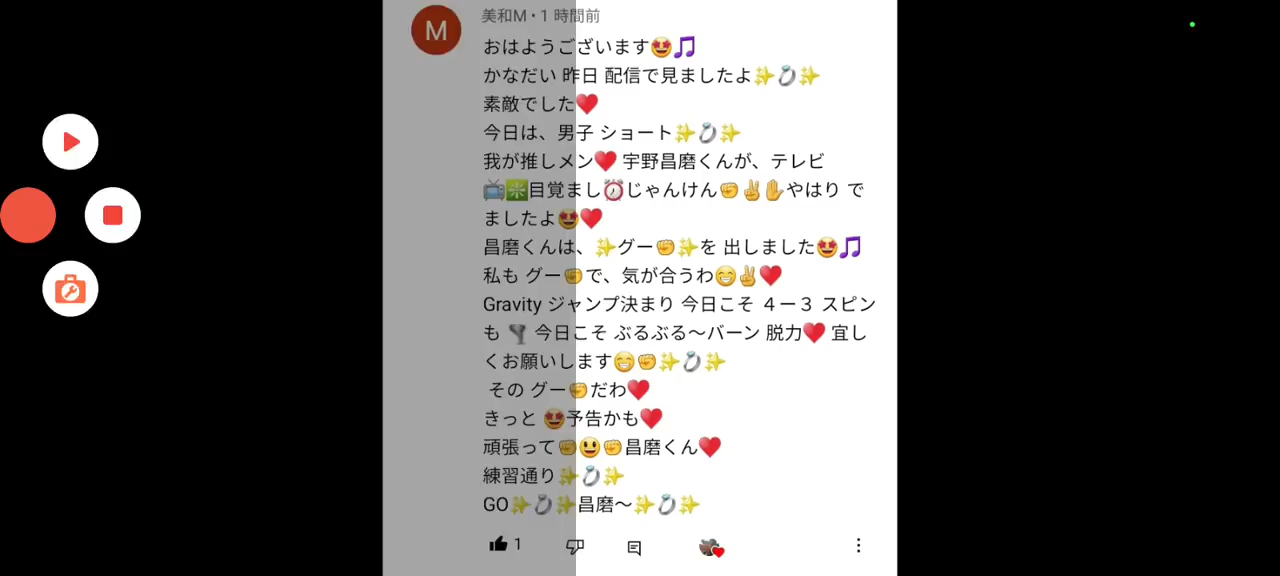 美和M • 1 時間前
おはようございます🤩🎵
かなだい 昨日 配信で見ましたよ✨💍✨
素敵でした♥️
今日は、男子 ショート✨💍✨
我が推しメン♥️ 宇野昌磨くんが、テレビ
📺❇️目覚まし⏰じゃんけん✊✌️✋やはり で
ましたよ🤩♥️
昌磨くんは、✨グー✊✨を 出しました🤩🎵
私も グー✊で、気が合うわ😁✌️♥️
Gravity ジャンプ決まり 今日こそ ４ー３ スピン
も 🌪️ 今日こそ ぶるぶる〜バーン 脱力♥️ 宜し
くお願いします😁✊✨💍✨
その グー✊だわ♥️
きっと 🤩予告かも♥️
頑張って✊😃✊昌磨くん♥️
練習通り✨💍✨
GO✨💍✨昌磨〜✨💍✨
1
M